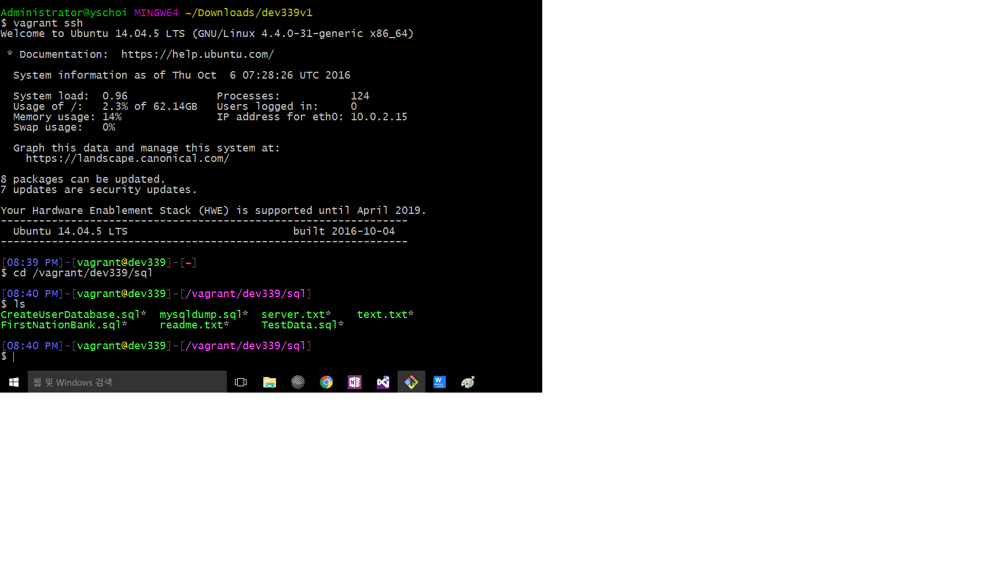 Administrator@yschoi MINGW64 ~/Downloads/dev339v1
$ vagrant ssh
Welcome to Ubuntu 14.04.5 LTS (GNU/Linux 4.4.0-31-generic x86_64)
* Documentation:  https://help.ubuntu.com/
System information as of Thu Oct  6 07:28:26 UTC 2016
System load:  0.96              Processes:           124
Usage of /:   2.3% of 62.14GB   Users logged in:     0
Memory usage: 14%               IP address for eth0: 10.0.2.15
Swap usage:   0%
Graph this data and manage this system at:
https://landscape.canonical.com/
8 packages can be updated.
7 updates are security updates.
Your Hardware Enablement Stack (HWE) is supported until April 2019.
----------------------------------------------------------------
Ubuntu 14.04.5 LTS                          built 2016-10-04
----------------------------------------------------------------
[08:39 PM]-[vagrant@dev339]-[~]
$ cd /vagrant/dev339/sql
[08:40 PM]-[vagrant@dev339]-[/vagrant/dev339/sql]
$ ls
CreateUserDatabase.sql*  mysqldump.sql*  server.txt*    text.txt*
FirstNationBank.sql*     readme.txt*     TestData.sql*
[08:40 PM]-[vagrant@dev339]-[/vagrant/dev339/sql]
$
웹 및 Windows 검색